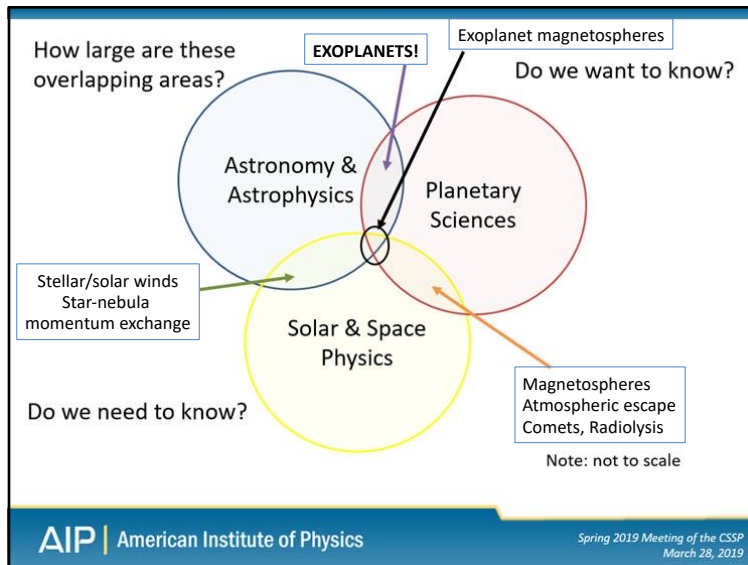 How large are these
overlapping areas?
EXOPLANETS!
Exoplanet magnetospheres
Do we want to know?
Astronomy &
Astrophysics
Planetary
Sciences
Stellar/solar winds
Star-nebula
momentum exchange
Solar & Space
Physics
Magnetospheres
Atmospheric escape
Comets, Radiolysis
Do we need to know?
Note: not to scale
AIP | American Institute of Physics
Spring 2019 Meeting of the CSSP
March 28, 2019